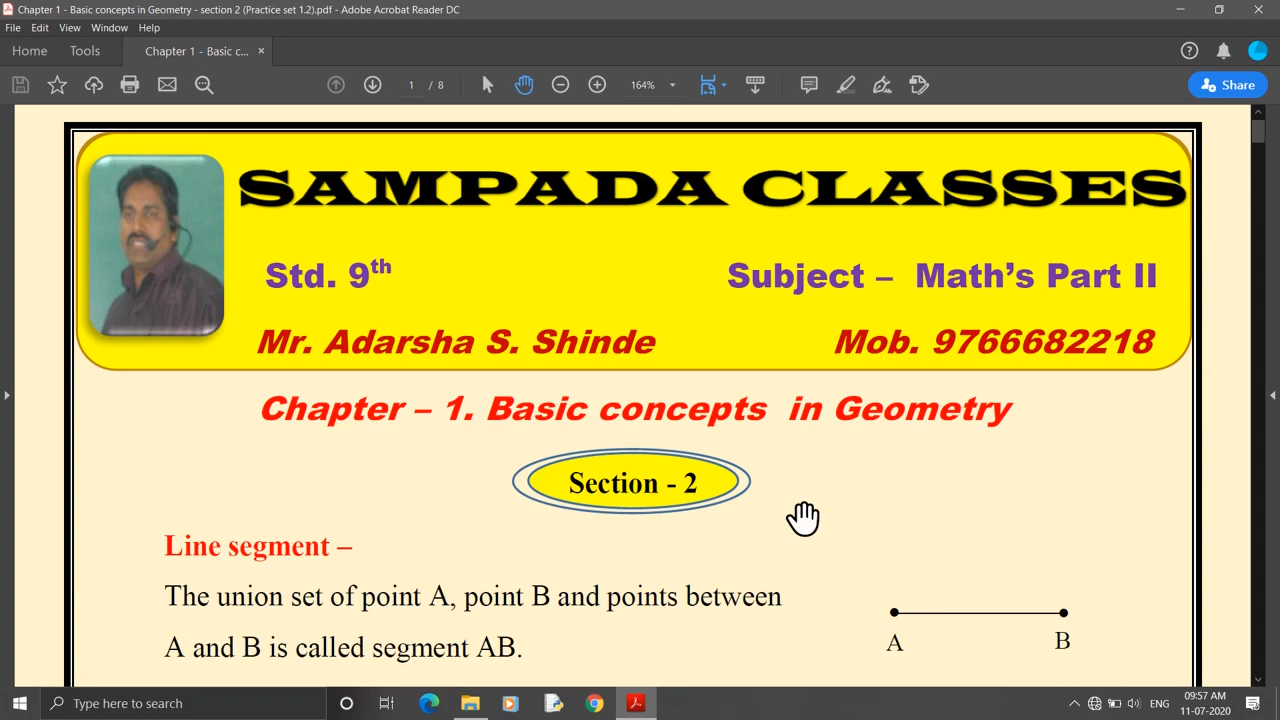 Chapter 1 - Basic concepts in Geometry - section 2 (Practice set 1.2).pdf - Adobe Acrobat Reader DC
File Edit View Window Help
Home Tools Chapter 1 - Basic c... ×
1 / 8 164% Share
SAMPADA CLASSES
Std. 9th Subject – Math's Part II
Mr. Adarsha S. Shinde Mob. 9766682218
Chapter – 1. Basic concepts in Geometry
Section - 2
Line segment –
The union set of point A, point B and points between
A and B is called segment AB.
A B
Type here to search ENG 09:57 AM
11-07-2020